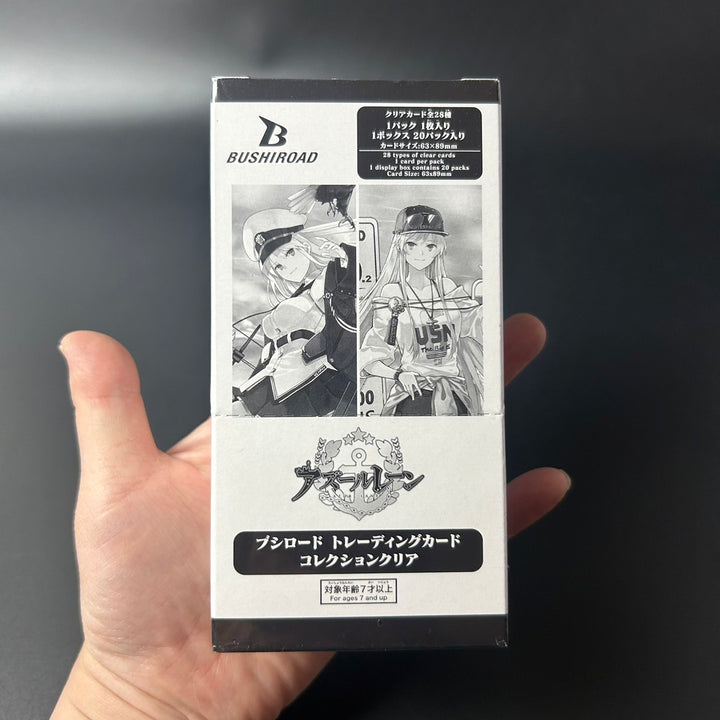 BUSHIROAD
クリアカード全28種
1パック 1枚入り
1ボックス 20パック入り
カードサイズ:63×89mm
28 types of clear cards
1 card per pack
1 display box contains 20 packs
Card Size: 63x89mm
USN
The Big E
アズールレーン
ブシロード トレーディングカード
コレクションクリア
対象年齢7才以上
For ages 7 and up